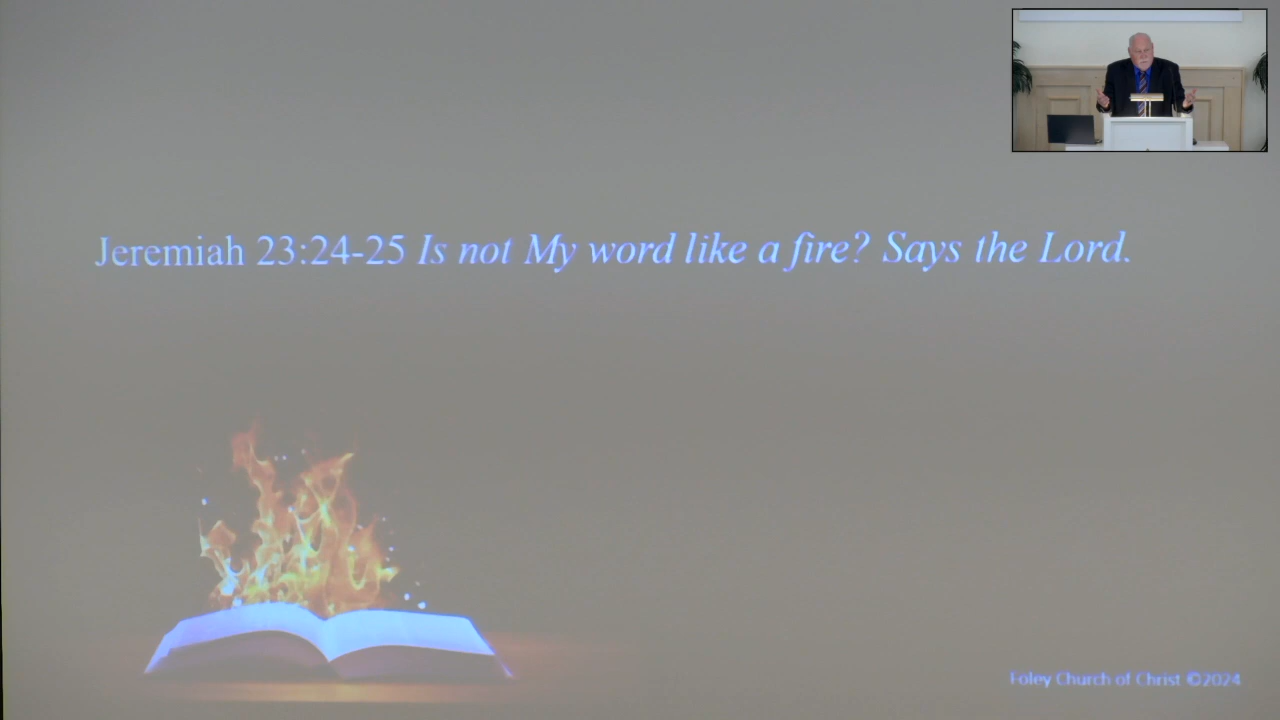 Jeremiah 23:24-25 Is not My word like a fire? Says the Lord.
Foley Church of Christ ©2024